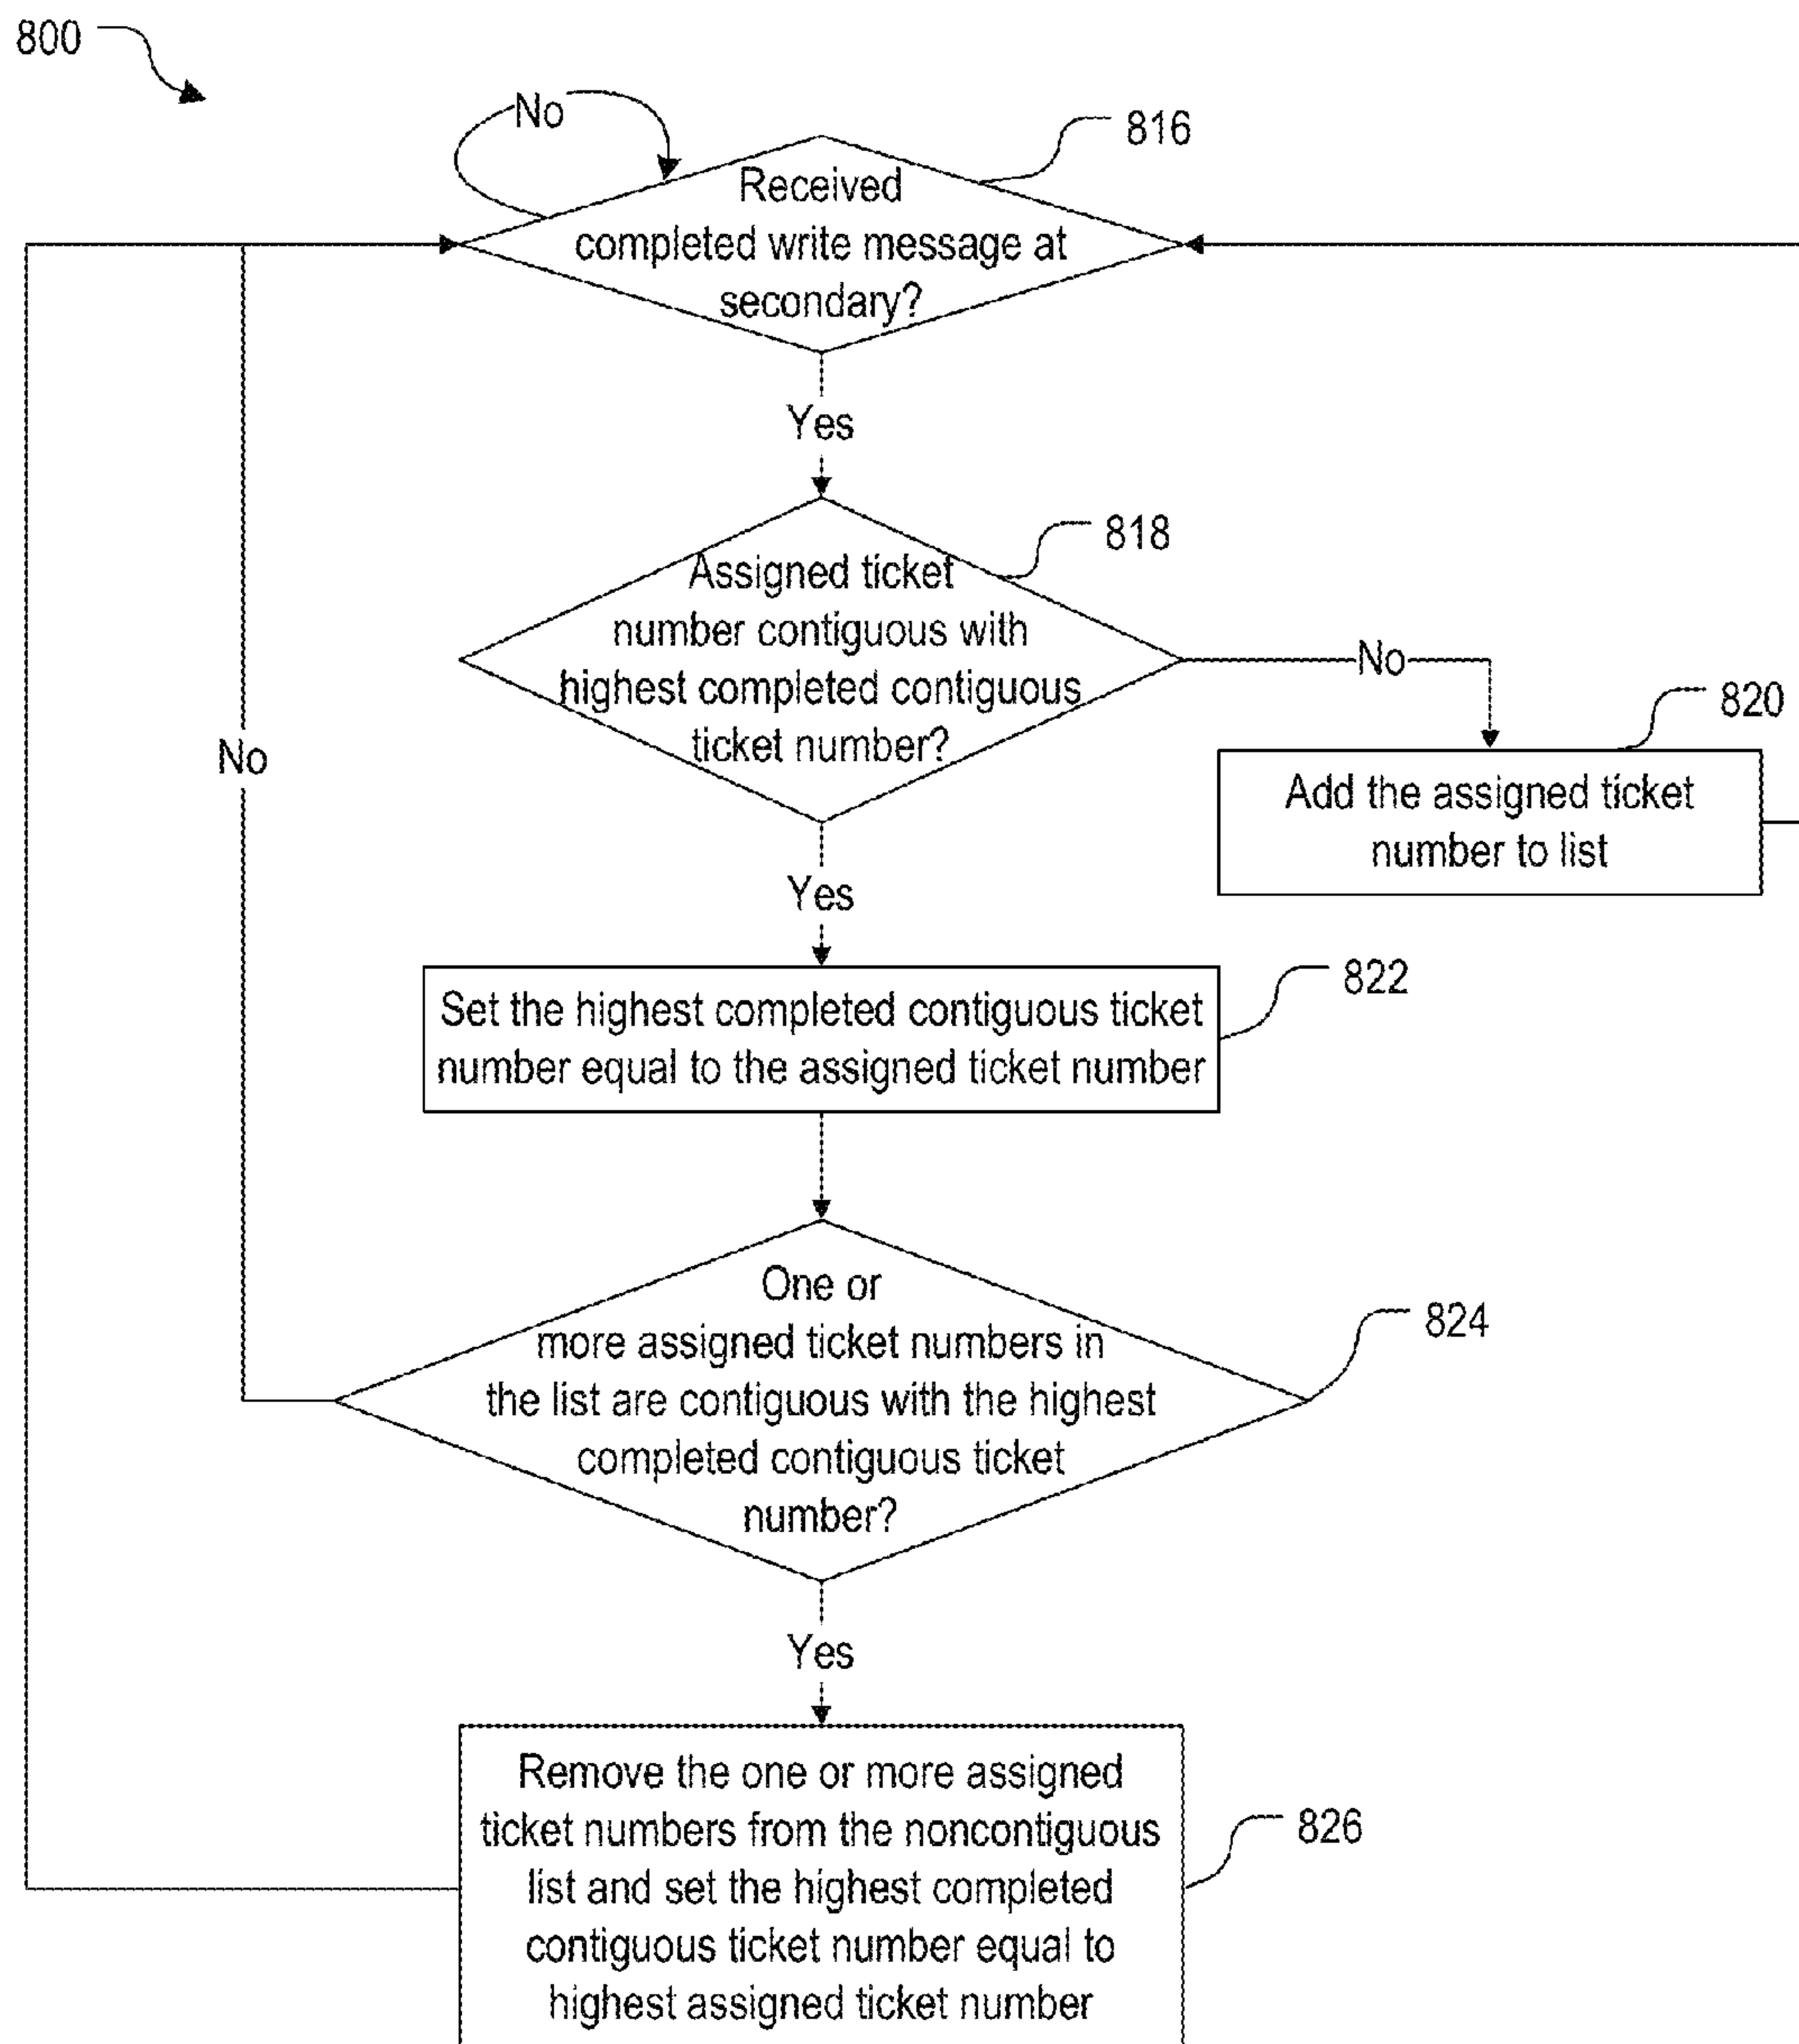 800
No
816
Received
completed write message at
secondary?
Yes
818
Assigned ticket
number contiguous with
highest completed contiguous
ticket number?
No
820
Add the assigned ticket
number to list
No
Yes
822
Set the highest completed contiguous ticket
number equal to the assigned ticket number
824
One or
more assigned ticket numbers in
the list are contiguous with the highest
completed contiguous ticket
number?
Yes
826
Remove the one or more assigned
ticket numbers from the noncontiguous
list and set the highest completed
contiguous ticket number equal to
highest assigned ticket number